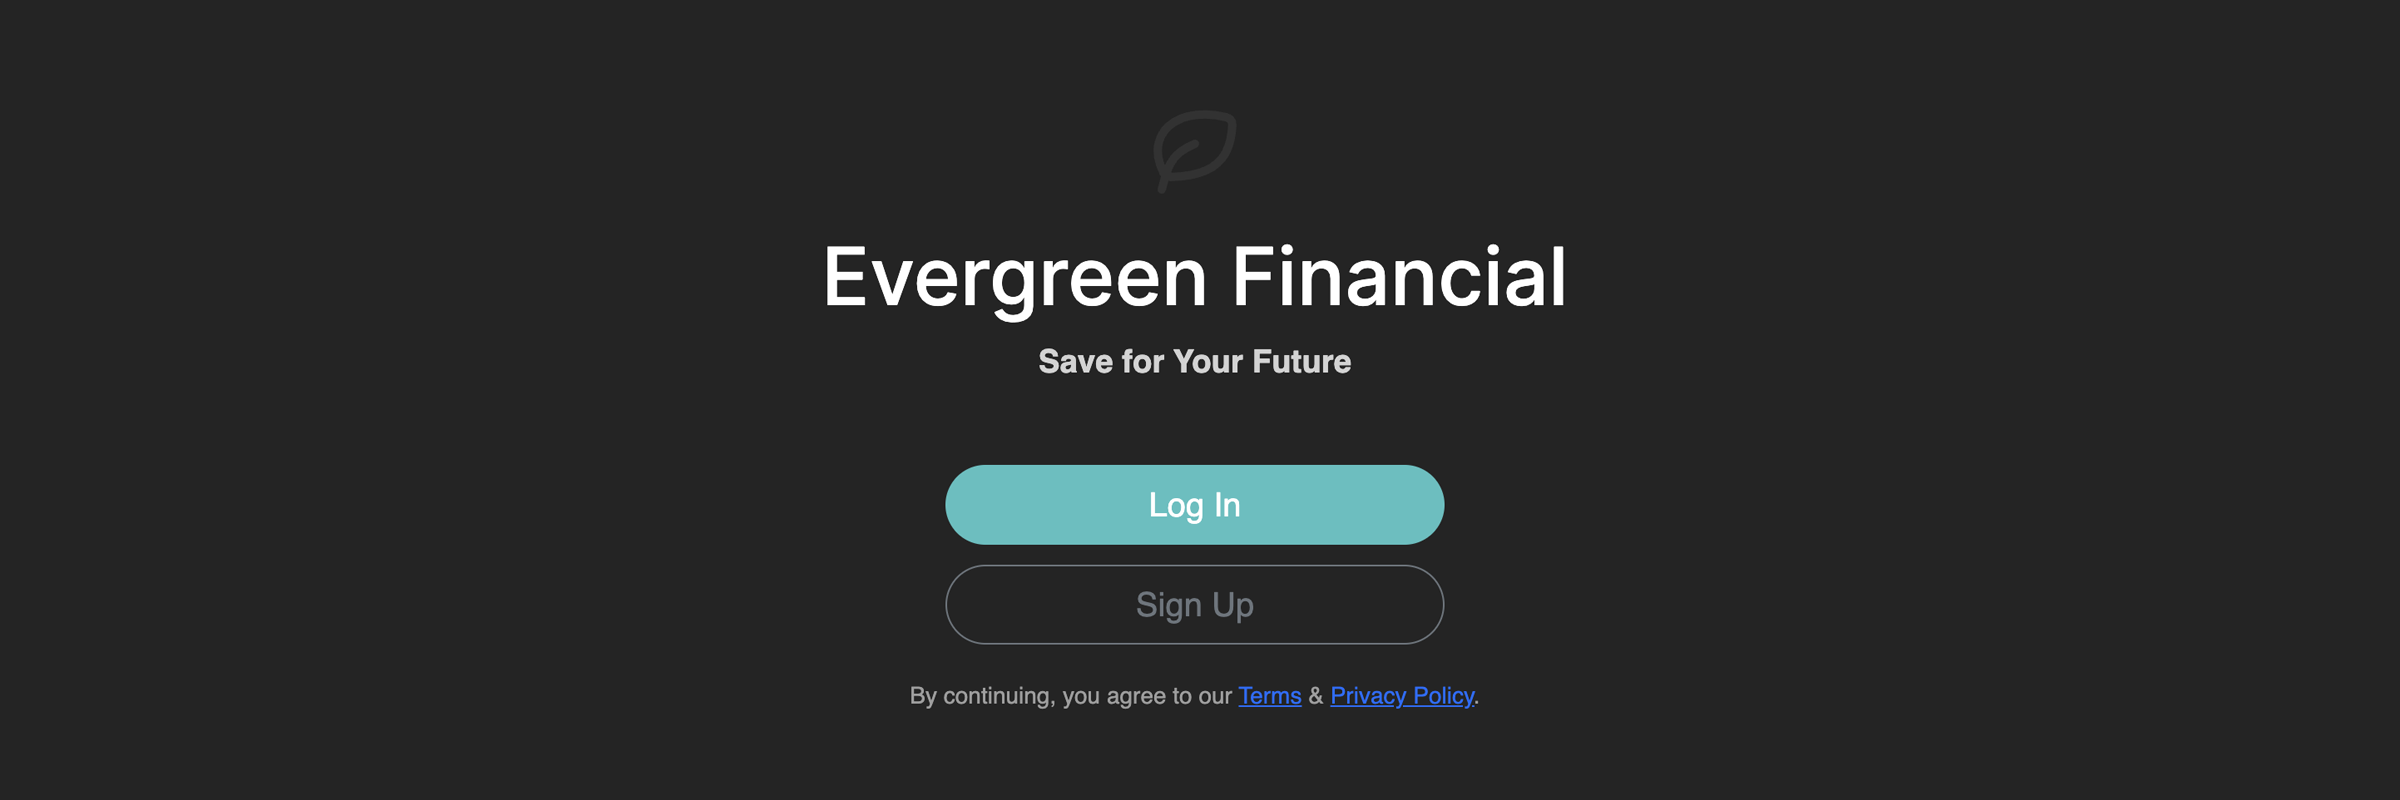 Evergreen Financial
Save for Your Future
Log In
Sign Up
By continuing, you agree to our Terms & Privacy Policy.